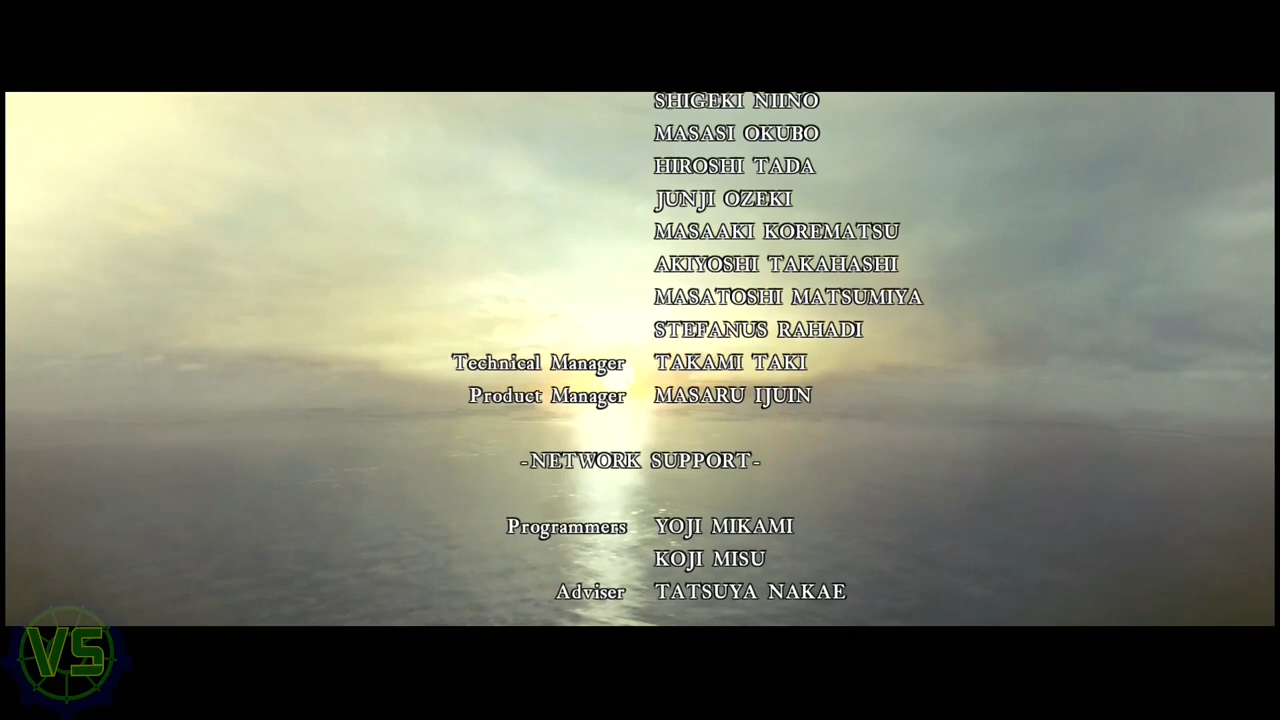 SHIGEKI NIINO
MASASI OKUBO
HIROSHI TADA
JUNJI OZEKI
MASAAKI KOREMATSU
AKIYOSHI TAKAHASHI
MASATOSHI MATSUMIYA
STEFANUS RAHADI
Technical Manager TAKAMI TAKI
Product Manager MASARU IJUIN
-NETWORK SUPPORT-
Programmers YOJI MIKAMI
KOJI MISU
Adviser TATSUYA NAKAE
VS